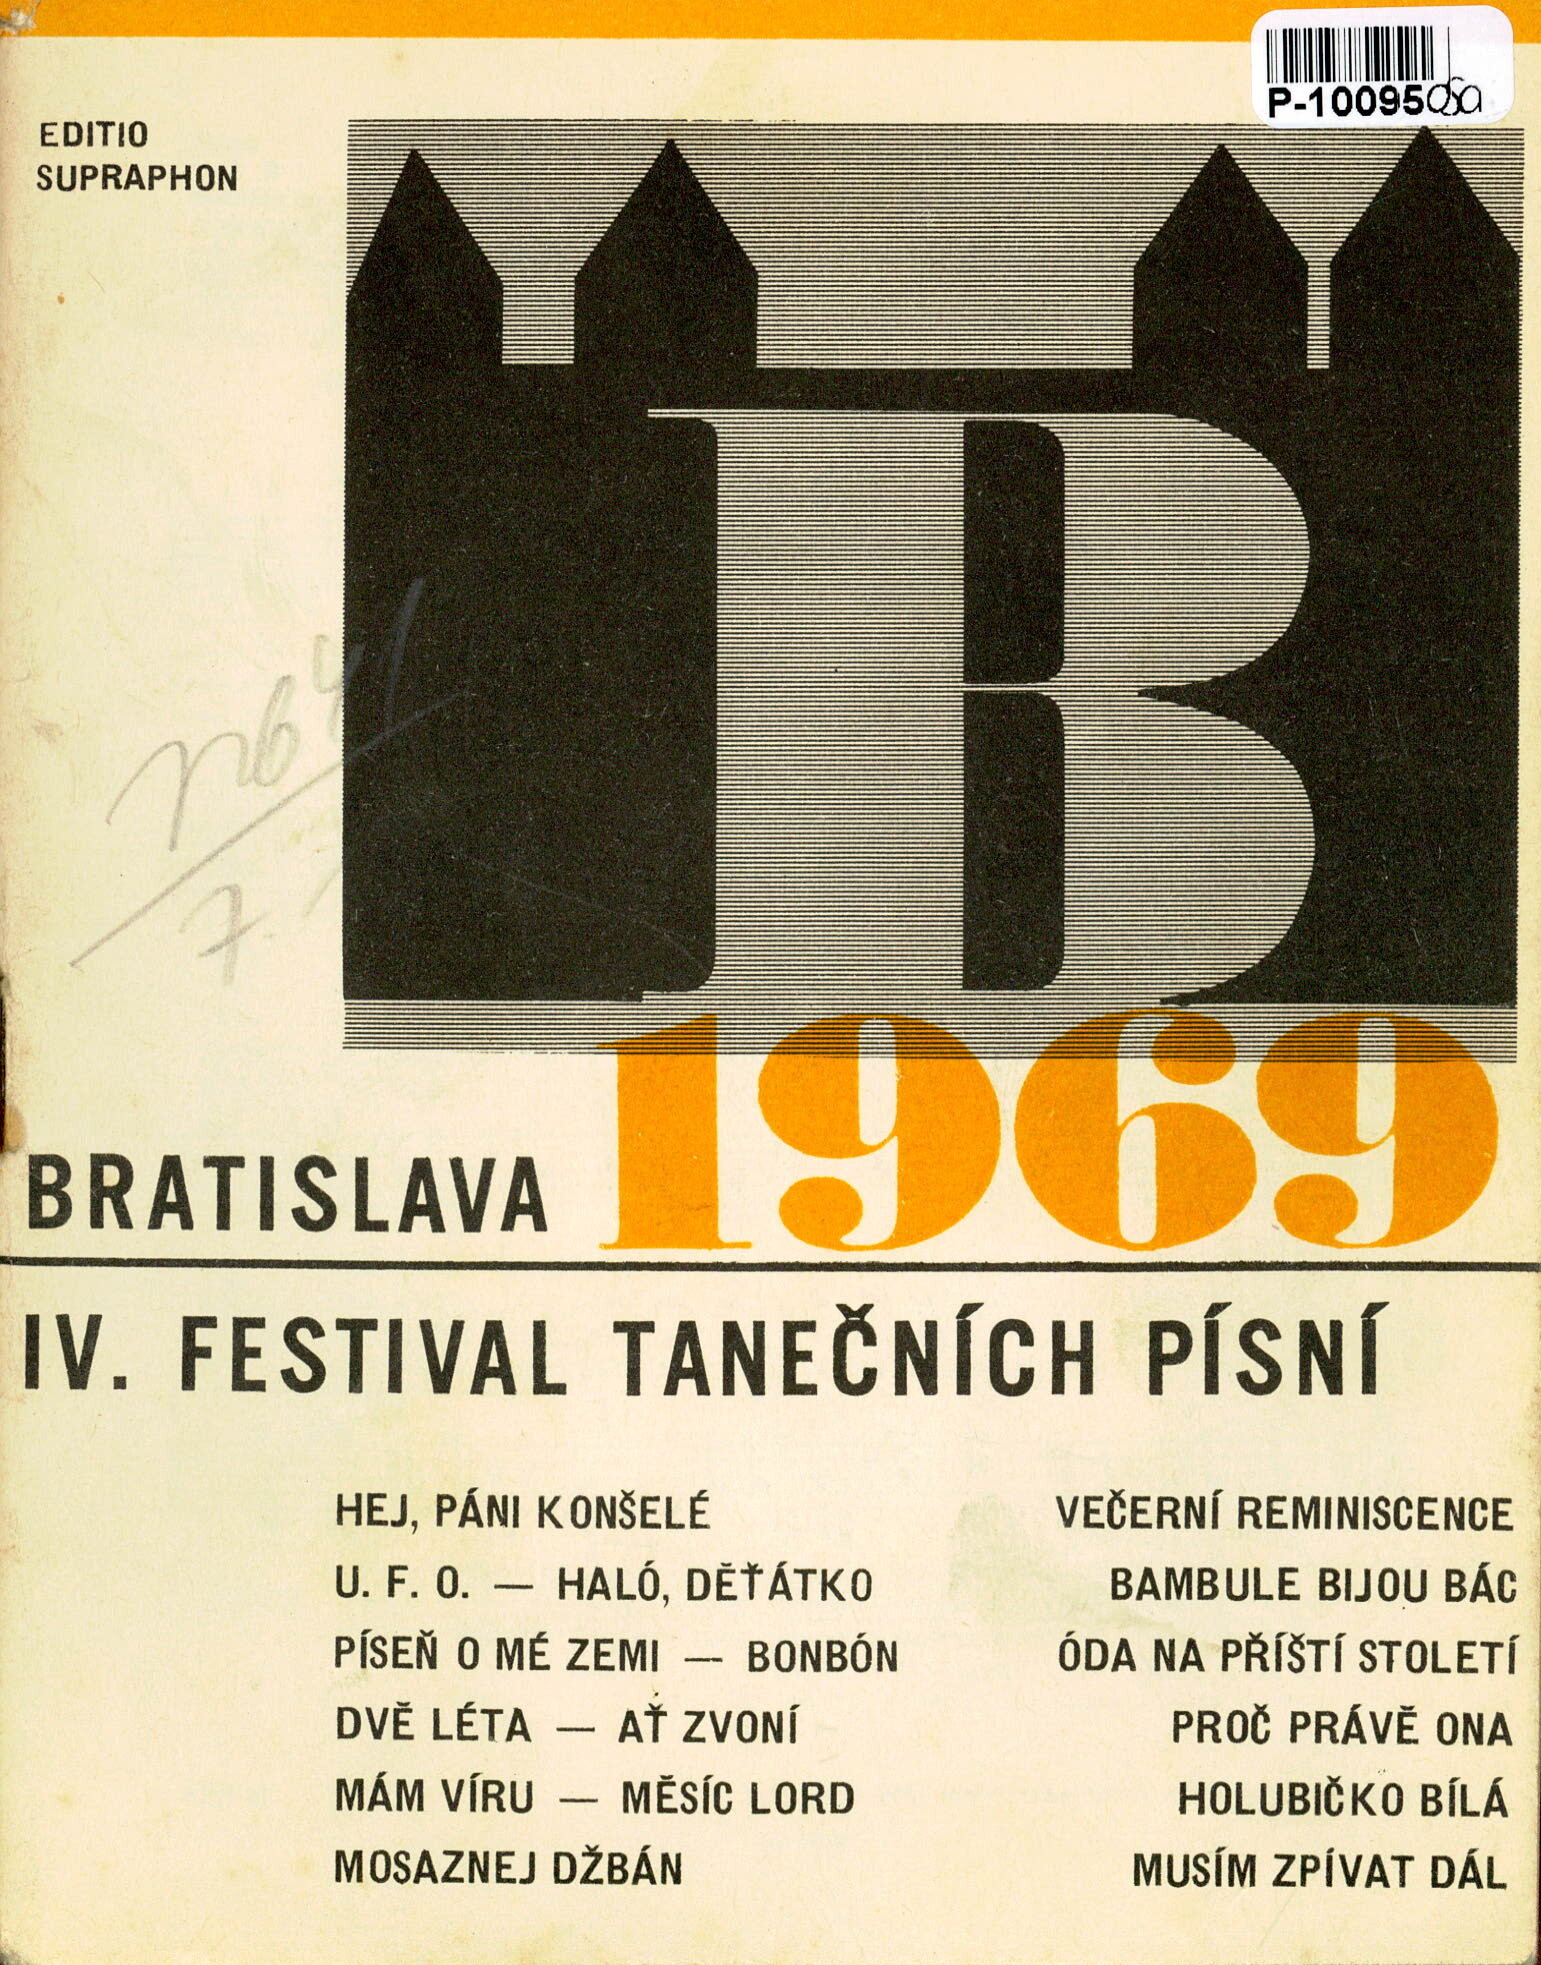 P-10095
EDITIO
SUPRAPHON
B
1969
BRATISLAVA
IV. FESTIVAL TANEČNÍCH PÍSNÍ
HEJ, PÁNI KONŠELÉ
U. F. O. — HALÓ, DĚŤÁTKO
PÍSEŇ O MÉ ZEMI — BONBÓN
DVĚ LÉTA — AŤ ZVONÍ
MÁM VÍRU — MĚSÍC LORD
MOSAZNEJ DŽBÁN
VEČERNÍ REMINISCENCE
BAMBULE BIJOU BÁC
ÓDA NA PŘÍŠTÍ STOLETÍ
PROČ PRÁVĚ ONA
HOLUBIČKO BÍLÁ
MUSÍM ZPÍVAT DÁL